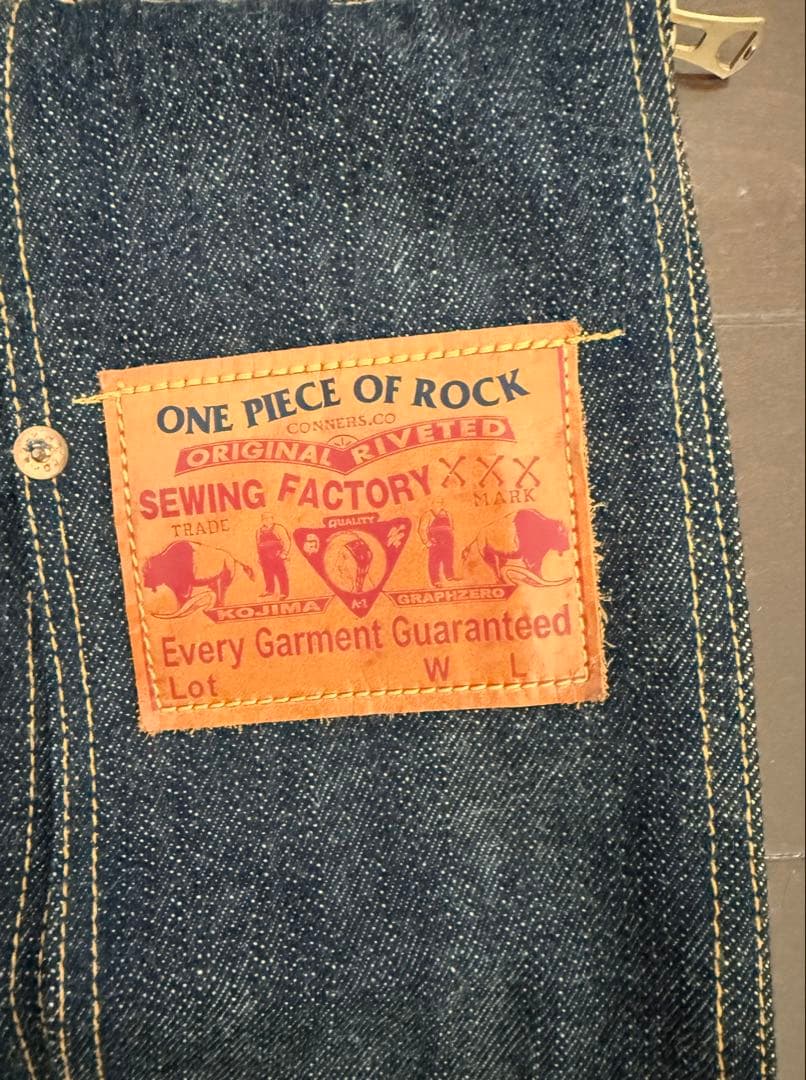 ONE PIECE OF ROCK
CONNERS.CO
ORIGINAL RIVETED
SEWING FACTORY XXX
TRADE MARK
QUALITY
A-1
KOJIMA GRAPHZERO
Every Garment Guaranteed
Lot W L